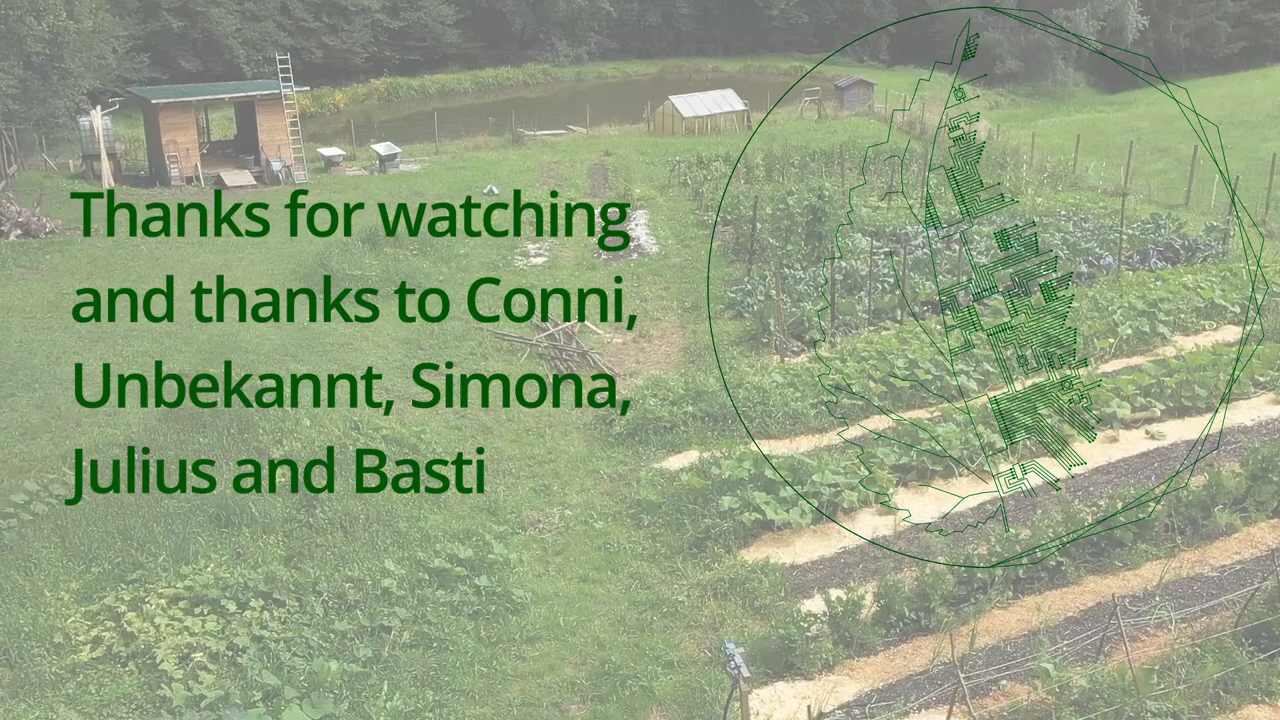 Thanks for watching
and thanks to Conni,
Unbekannt, Simona,
Julius and Basti